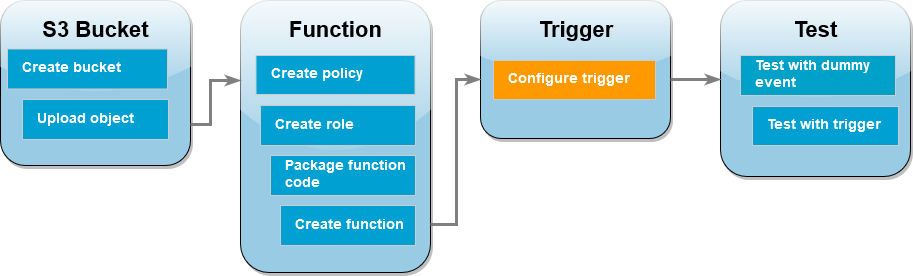 S3 Bucket
Create bucket
Upload object
Function
Create policy
Create role
Package function
code
Create function
Trigger
Configure trigger
Test
Test with dummy
event
Test with trigger